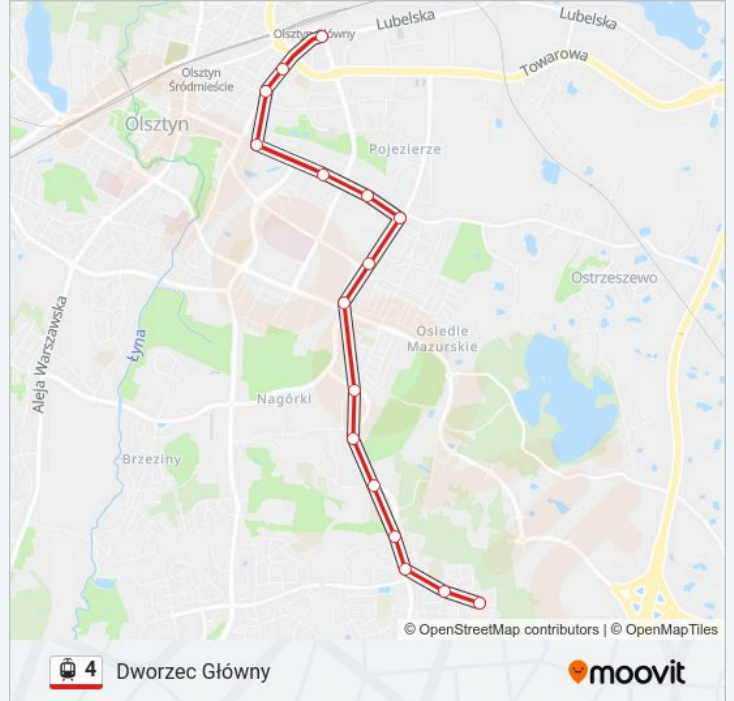 Olsztyn Główny
Lubelska
Lubelska
Towarowa
Olsztyn
Śródmieście
Olsztyn
Pojezierze
Ostrzeszewo
Osiedle
Mazurskie
Łyna
Aleja Warszawska
Nagórki
Brzeziny
© OpenStreetMap contributors | © OpenMapTiles
4 Dworzec Główny
moovit